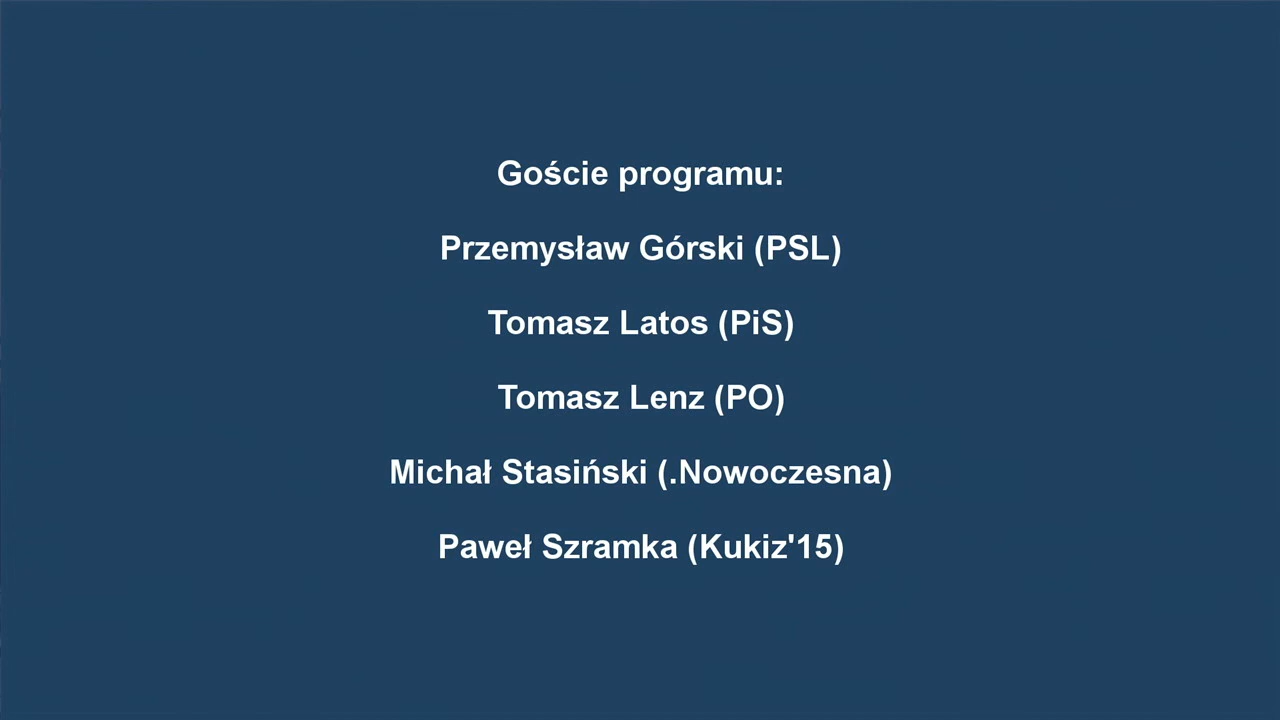 Goście programu:
Przemysław Górski (PSL)
Tomasz Latos (PiS)
Tomasz Lenz (PO)
Michał Stasiński (.Nowoczesna)
Paweł Szramka (Kukiz'15)